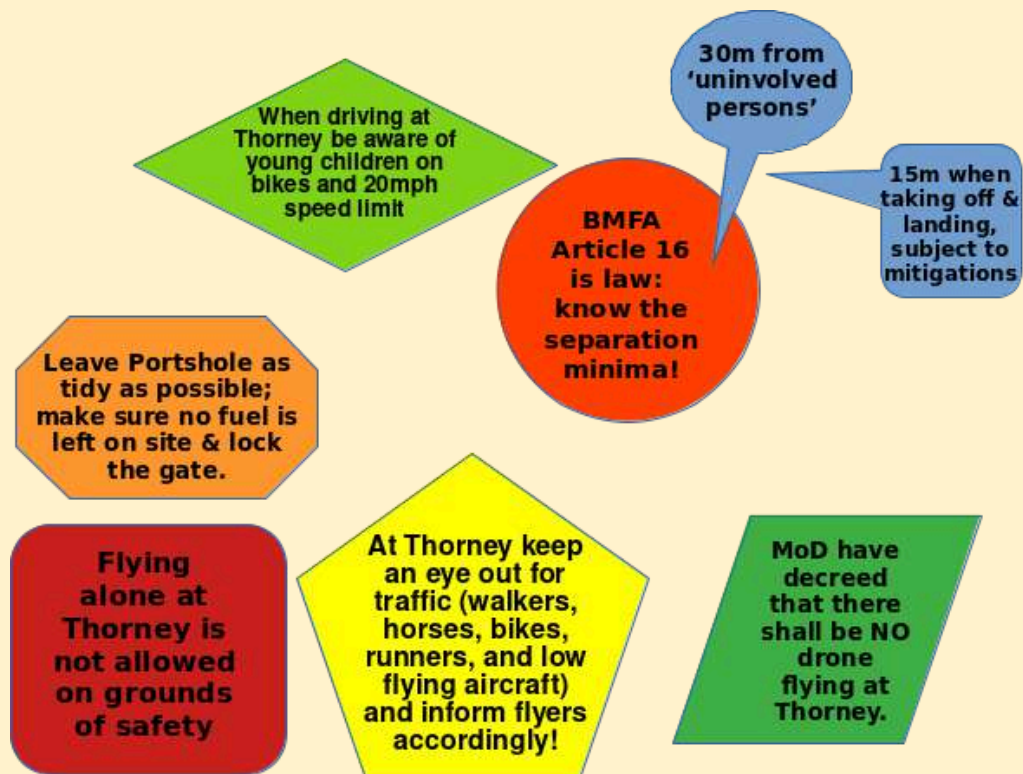 30m from
‘uninvolved
persons’
When driving at
Thorney be aware of
young children on
bikes and 20mph
speed limit
15m when
taking off &
landing,
subject to
mitigations
BMFA
Article 16
is law:
know the
separation
minima!
Leave Portshole as
tidy as possible;
make sure no fuel is
left on site & lock
the gate.
Flying
alone at
Thorney is
not allowed
on grounds
of safety
At Thorney keep
an eye out for
traffic (walkers,
horses, bikes,
runners, and low
flying aircraft)
and inform flyers
accordingly!
MoD have
decreed
that there
shall be NO
drone
flying at
Thorney.